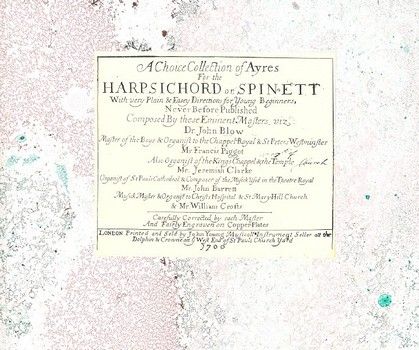 A Choice Collection of Ayres
For the
HARPSICHORD or SPINETT
With very Plain & Easey Directions for Young Beginners,
Never Before Published
Composed By these Eminent Masters viz.
Dr. John Blow
Master of the Boys & Organist to the Chappel Royal & St. Peters Westminster
Mr. Francis Piggot
Also Organist of the Kings Chappel & the Temple Church
Mr. Jeremiah Clarke
Organist of St. Pauls Cathedral & Composer of the Musick Used in the Theatre Royal
Mr. John Barrett
Musick Master & Organist to Christs Hospital & St. Mary Hill Church
& Mr. William Crofts
Carefully Corrected by each Master
And Fairly Engraven on Copper Plates
LONDON Printed and Sold by John Young Musicall Instrument Seller att the
Dolphin & Crowne att ye West End of St. Pauls Church Yard
1700